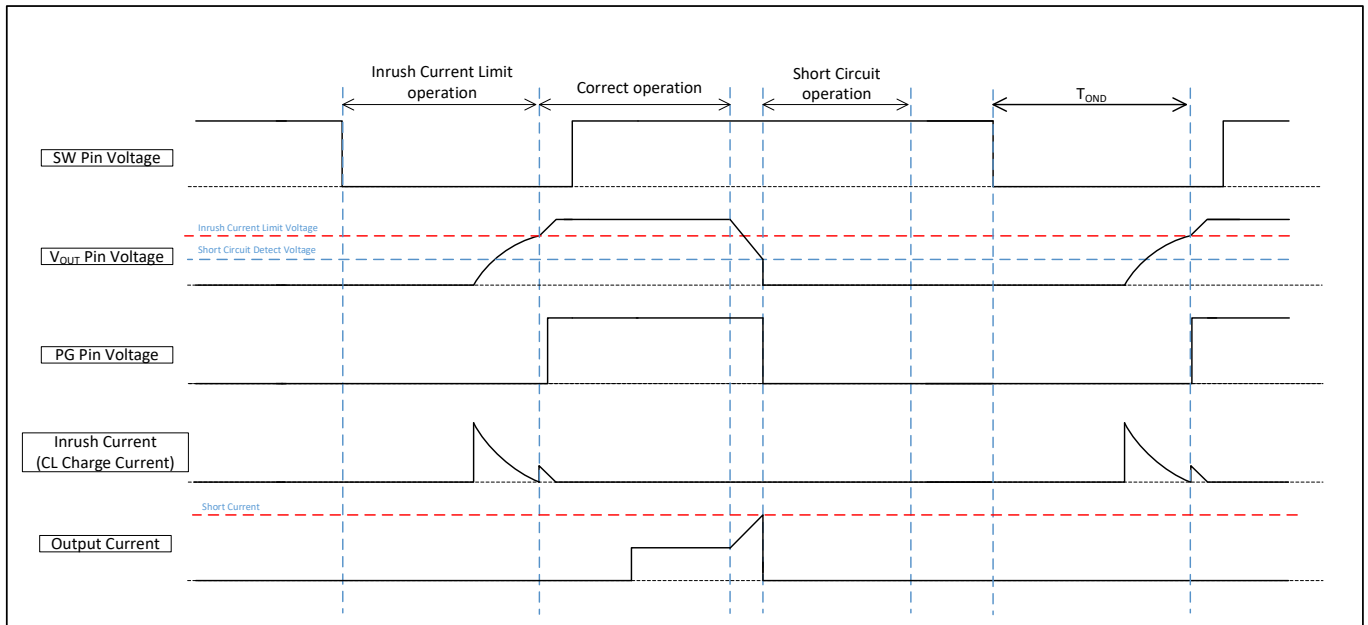 Inrush Current Limit
operation
Correct operation
Short Circuit
operation
TOND
SW Pin Voltage
Inrush Current Limit Voltage
Short Circuit Detect Voltage
VOUT Pin Voltage
PG Pin Voltage
Inrush Current
(CL Charge Current)
Short Current
Output Current